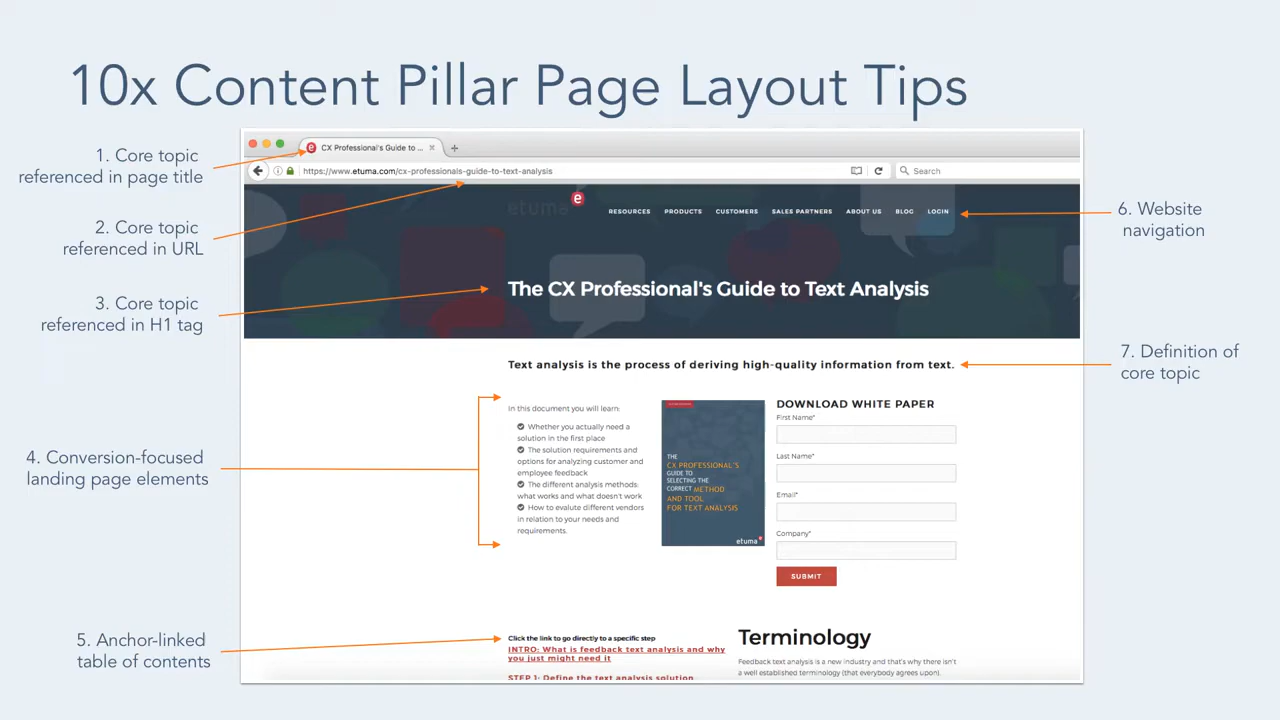 10x Content Pillar Page Layout Tips
1. Core topic
referenced in page title
2. Core topic
referenced in URL
3. Core topic
referenced in H1 tag
4. Conversion-focused
landing page elements
5. Anchor-linked
table of contents
CX Professional's Guide to ...
https://www.etuma.com/cx-professionals-guide-to-text-analysis
Search
etuma e
RESOURCES PRODUCTS CUSTOMERS SALES PARTNERS ABOUT US BLOG LOGIN
The CX Professional's Guide to Text Analysis
Text analysis is the process of deriving high-quality information from text.
In this document you will learn:
Whether you actually need a
solution in the first place
The solution requirements and
options for analyzing customer and
employee feedback
The different analysis methods:
what works and what doesn't work
How to evalute different vendors
in relation to your needs and
requirements.
THE
CX PROFESSIONAL'S
GUIDE TO
SELECTING THE
CORRECT METHOD
AND TOOL
FOR TEXT ANALYSIS
etuma e
DOWNLOAD WHITE PAPER
First Name*
Last Name*
Email*
Company*
SUBMIT
Click the link to go directly to a specific step
INTRO: What is feedback text analysis and why
you just might need it
STEP 1: Define the text analysis solution
Terminology
Feedback text analysis is a new industry and that's why there isn't
a well established terminology (that everybody agrees upon).
6. Website
navigation
7. Definition of
core topic